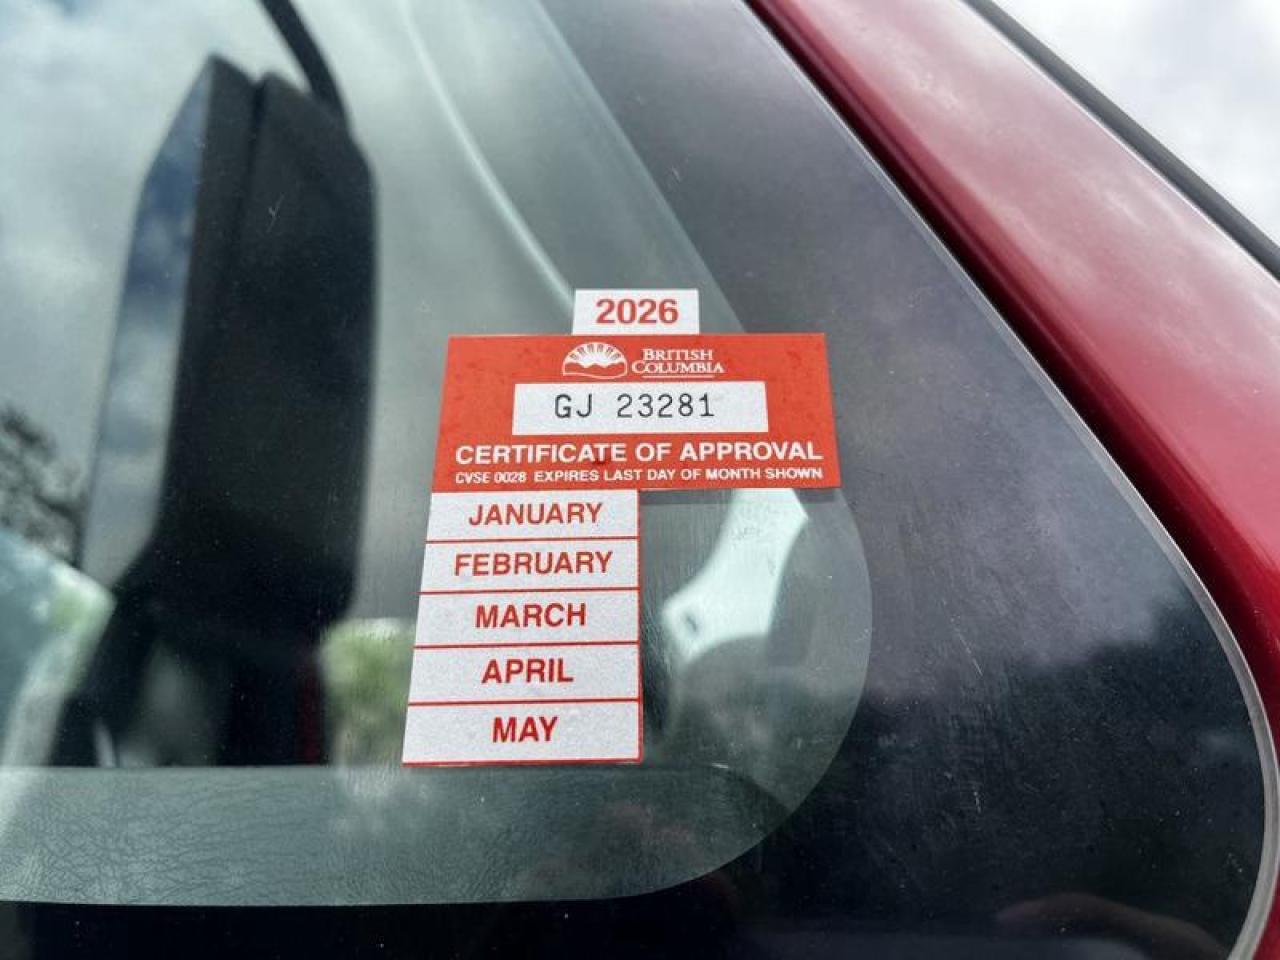 2026
BRITISH
COLUMBIA
GJ 23281
CERTIFICATE OF APPROVAL
CVSE 0028 EXPIRES LAST DAY OF MONTH SHOWN
JANUARY
FEBRUARY
MARCH
APRIL
MAY